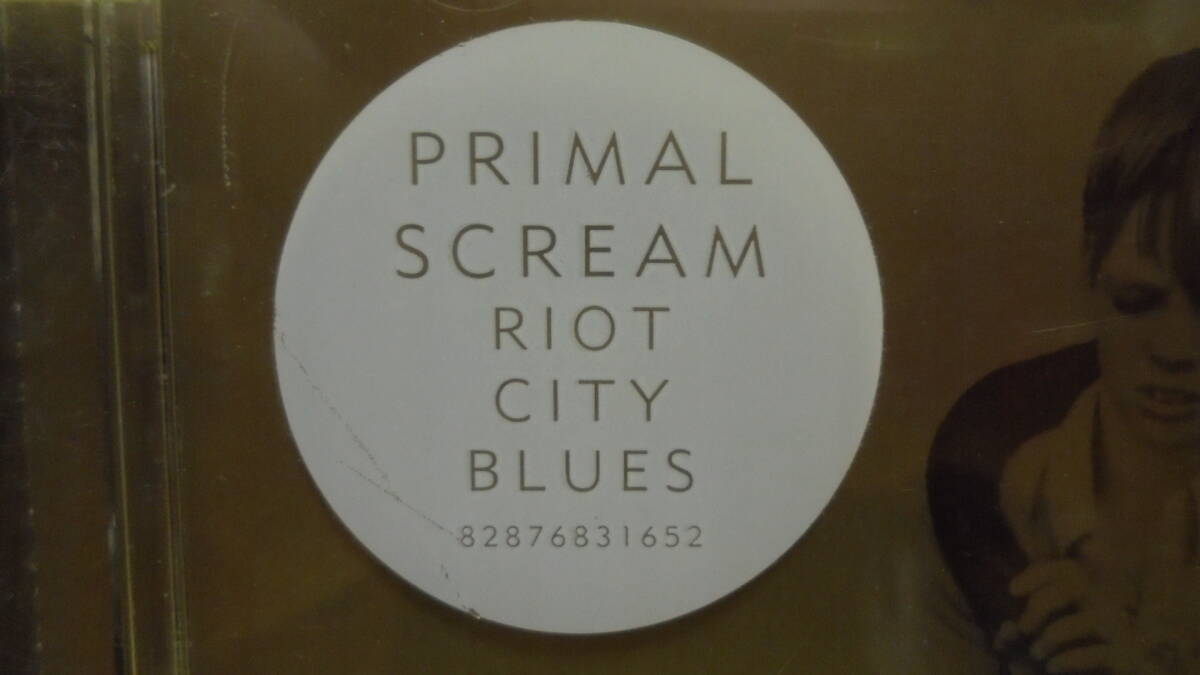 PRIMAL
SCREAM
RIOT
CITY
BLUES
82876831652